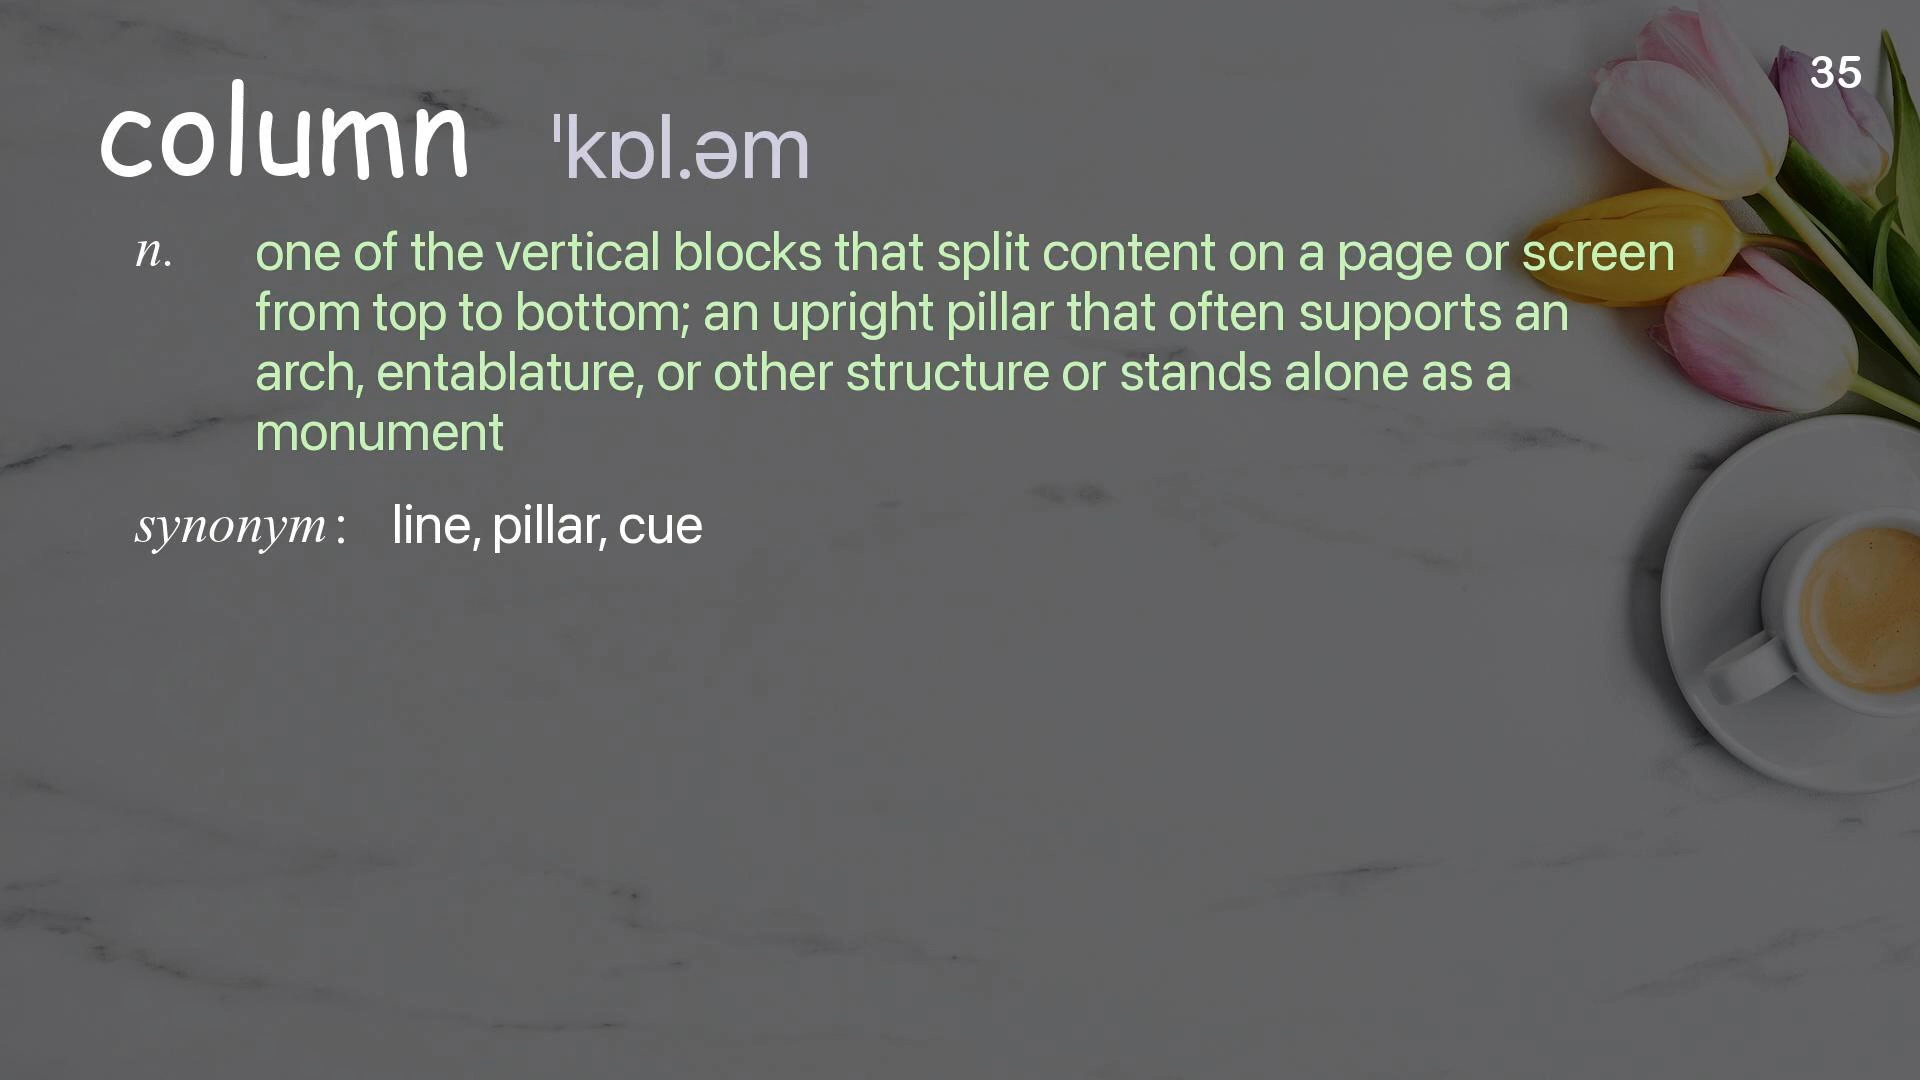 35
column ˈkɒl.əm
n. one of the vertical blocks that split content on a page or screen
from top to bottom; an upright pillar that often supports an
arch, entablature, or other structure or stands alone as a
monument
synonym: line, pillar, cue